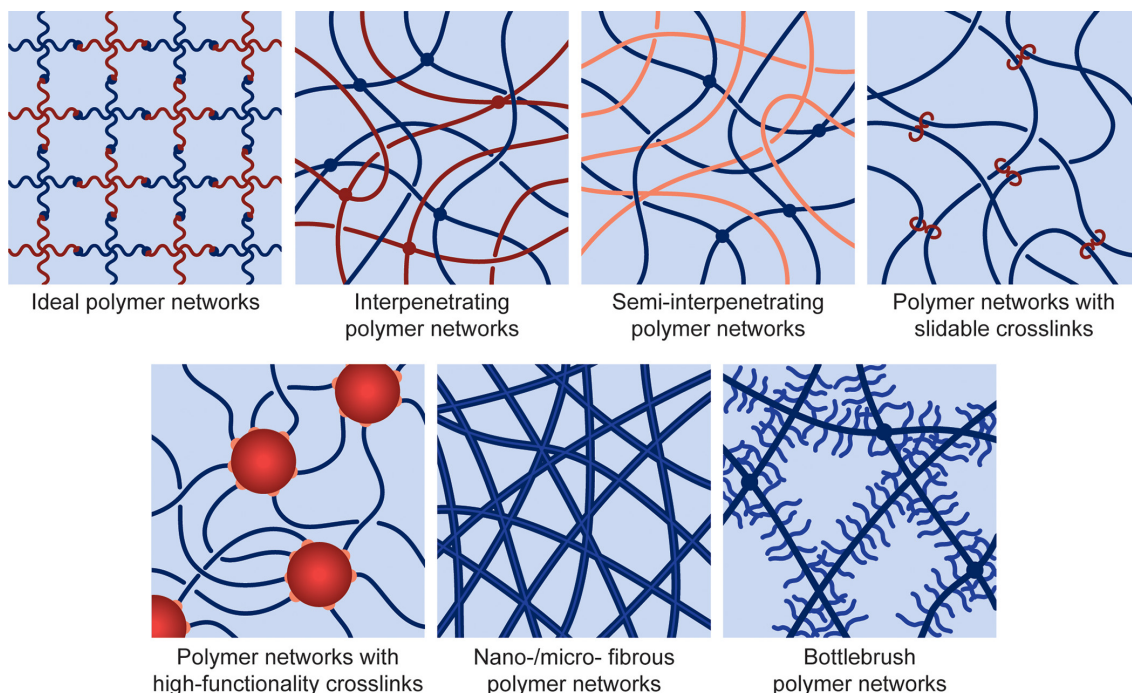 Ideal polymer networks
Interpenetrating
polymer networks
Semi-interpenetrating
polymer networks
Polymer networks with
slidable crosslinks
Polymer networks with
high-functionality crosslinks
Nano-/micro- fibrous
polymer networks
Bottlebrush
polymer networks